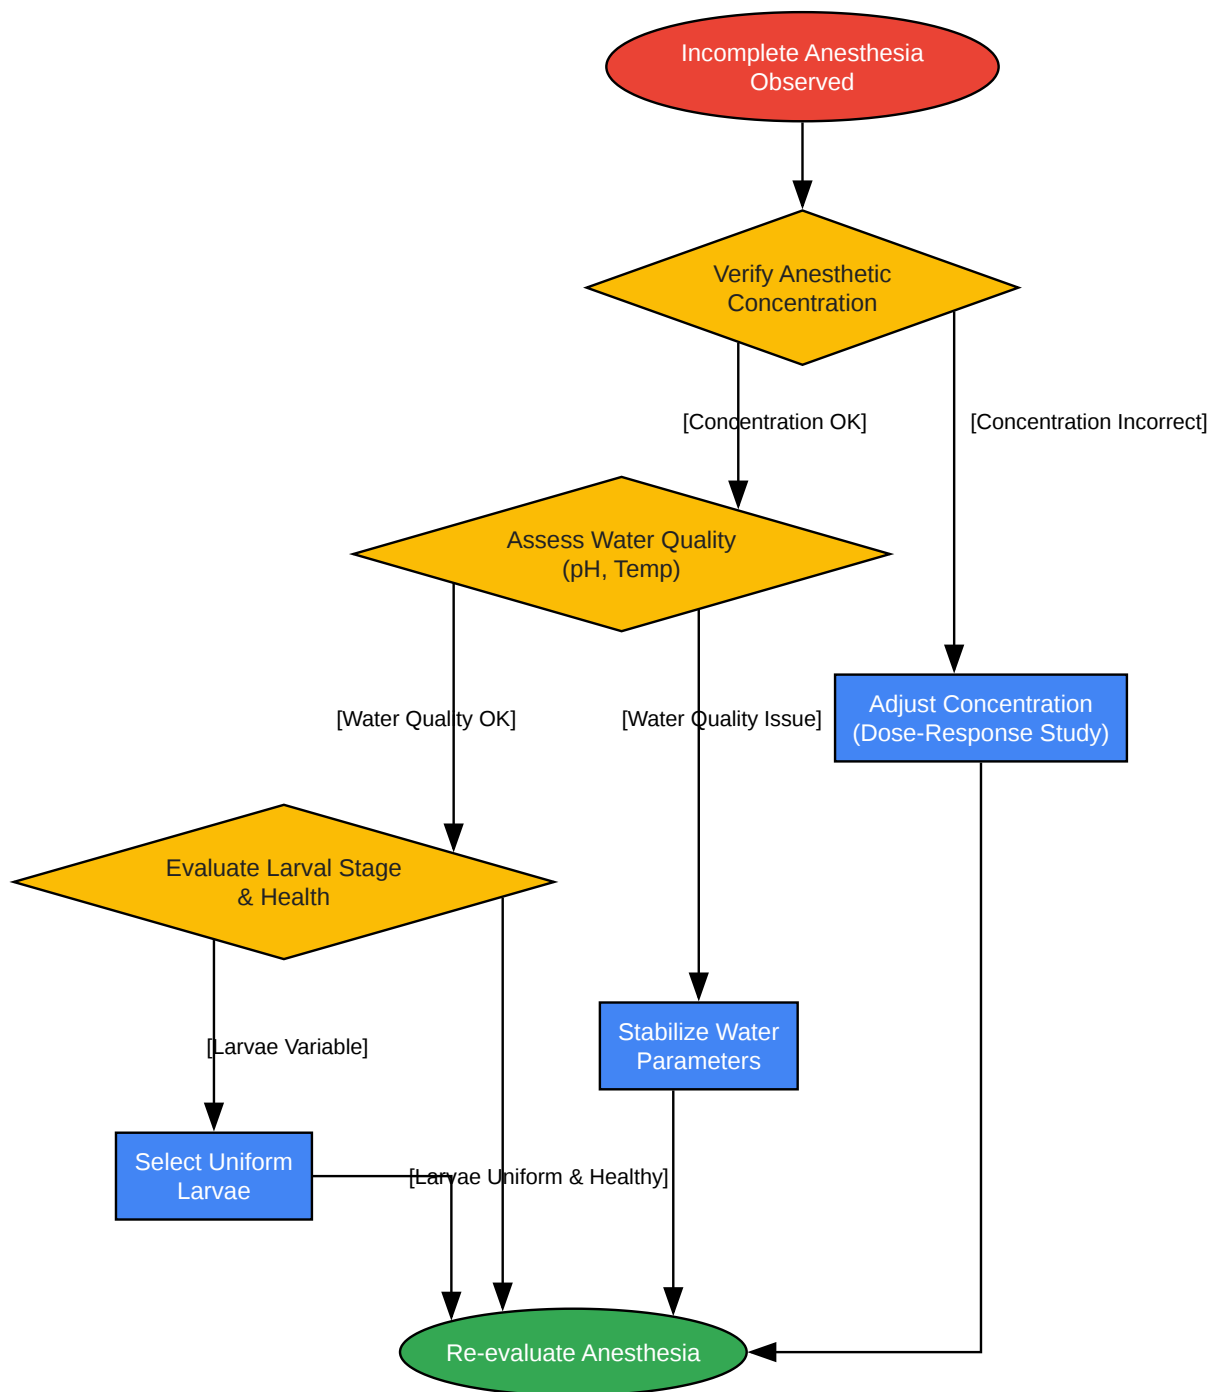 Incomplete Anesthesia
Observed
Verify Anesthetic
Concentration
[Concentration OK]
[Concentration Incorrect]
Assess Water Quality
(pH, Temp)
[Water Quality OK]
[Water Quality Issue]
Adjust Concentration
(Dose-Response Study)
Evaluate Larval Stage
& Health
[Larvae Variable]
Stabilize Water
Parameters
Select Uniform
Larvae
[Larvae Uniform & Healthy]
Re-evaluate Anesthesia